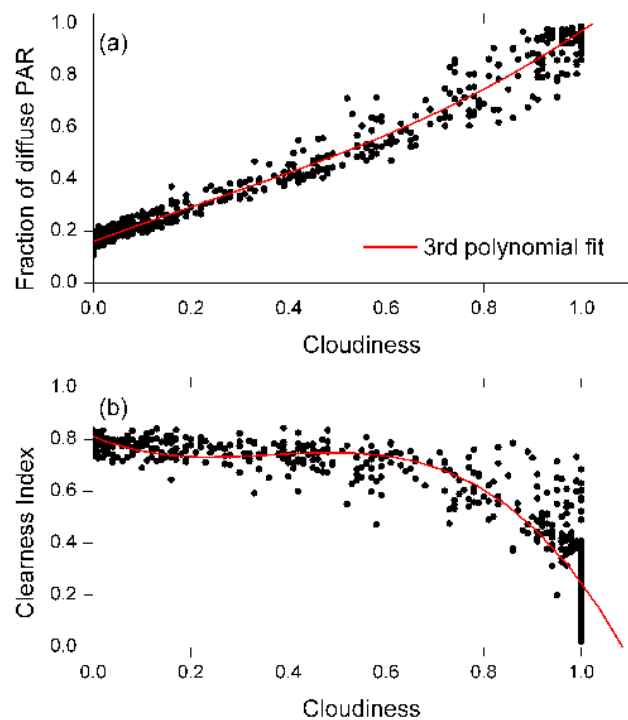 1.0
(a)
0.8
0.6
0.4
0.2
0.0
Fraction of diffuse PAR
3rd polynomial fit
0.0 0.2 0.4 0.6 0.8 1.0
Cloudiness
1.0
(b)
0.8
0.6
0.4
0.2
0.0
Clearness Index
0.0 0.2 0.4 0.6 0.8 1.0
Cloudiness